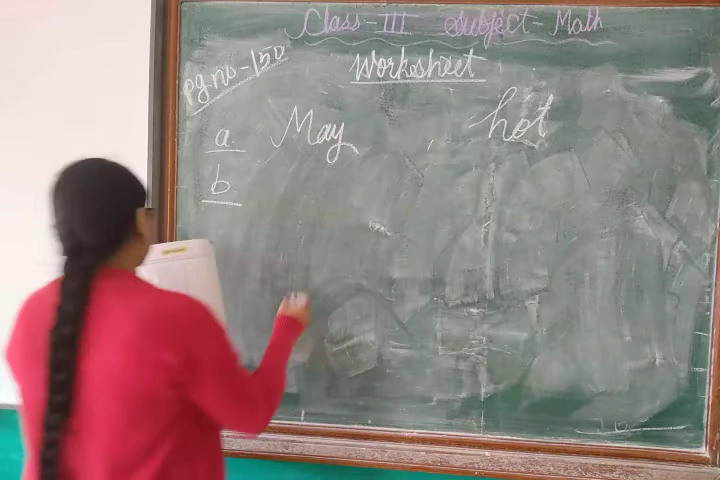 Class-III Subject-Math
Worksheet
pg.no-150
a. May, hot
b.